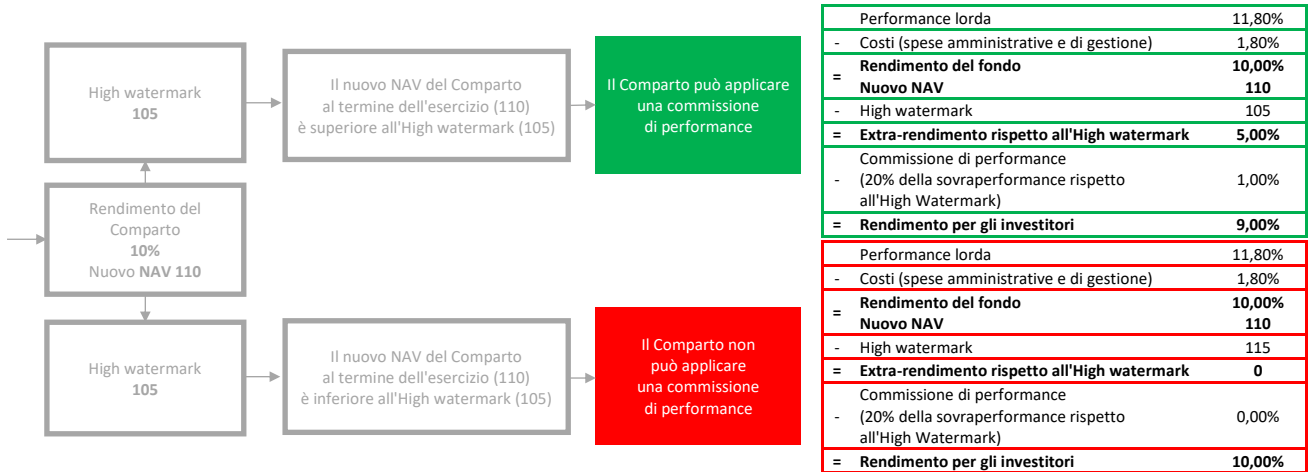 High watermark
105
Il nuovo NAV del Comparto
al termine dell'esercizio (110)
è superiore all'High watermark (105)
Il Comparto può applicare
una commissione
di performance
Rendimento del
Comparto
10%
Nuovo NAV 110
High watermark
105
Il nuovo NAV del Comparto
al termine dell'esercizio (110)
è inferiore all'High watermark (105)
Il Comparto non
può applicare
una commissione
di performance
Performance lorda 11,80%
- Costi (spese amministrative e di gestione) 1,80%
= Rendimento del fondo 10,00%
Nuovo NAV 110
- High watermark 105
= Extra-rendimento rispetto all'High watermark 5,00%
Commissione di performance
- (20% della sovraperformance rispetto 1,00%
all'High Watermark)
= Rendimento per gli investitori 9,00%
Performance lorda 11,80%
- Costi (spese amministrative e di gestione) 1,80%
= Rendimento del fondo 10,00%
Nuovo NAV 110
- High watermark 115
= Extra-rendimento rispetto all'High watermark 0
Commissione di performance
- (20% della sovraperformance rispetto 0,00%
all'High Watermark)
= Rendimento per gli investitori 10,00%